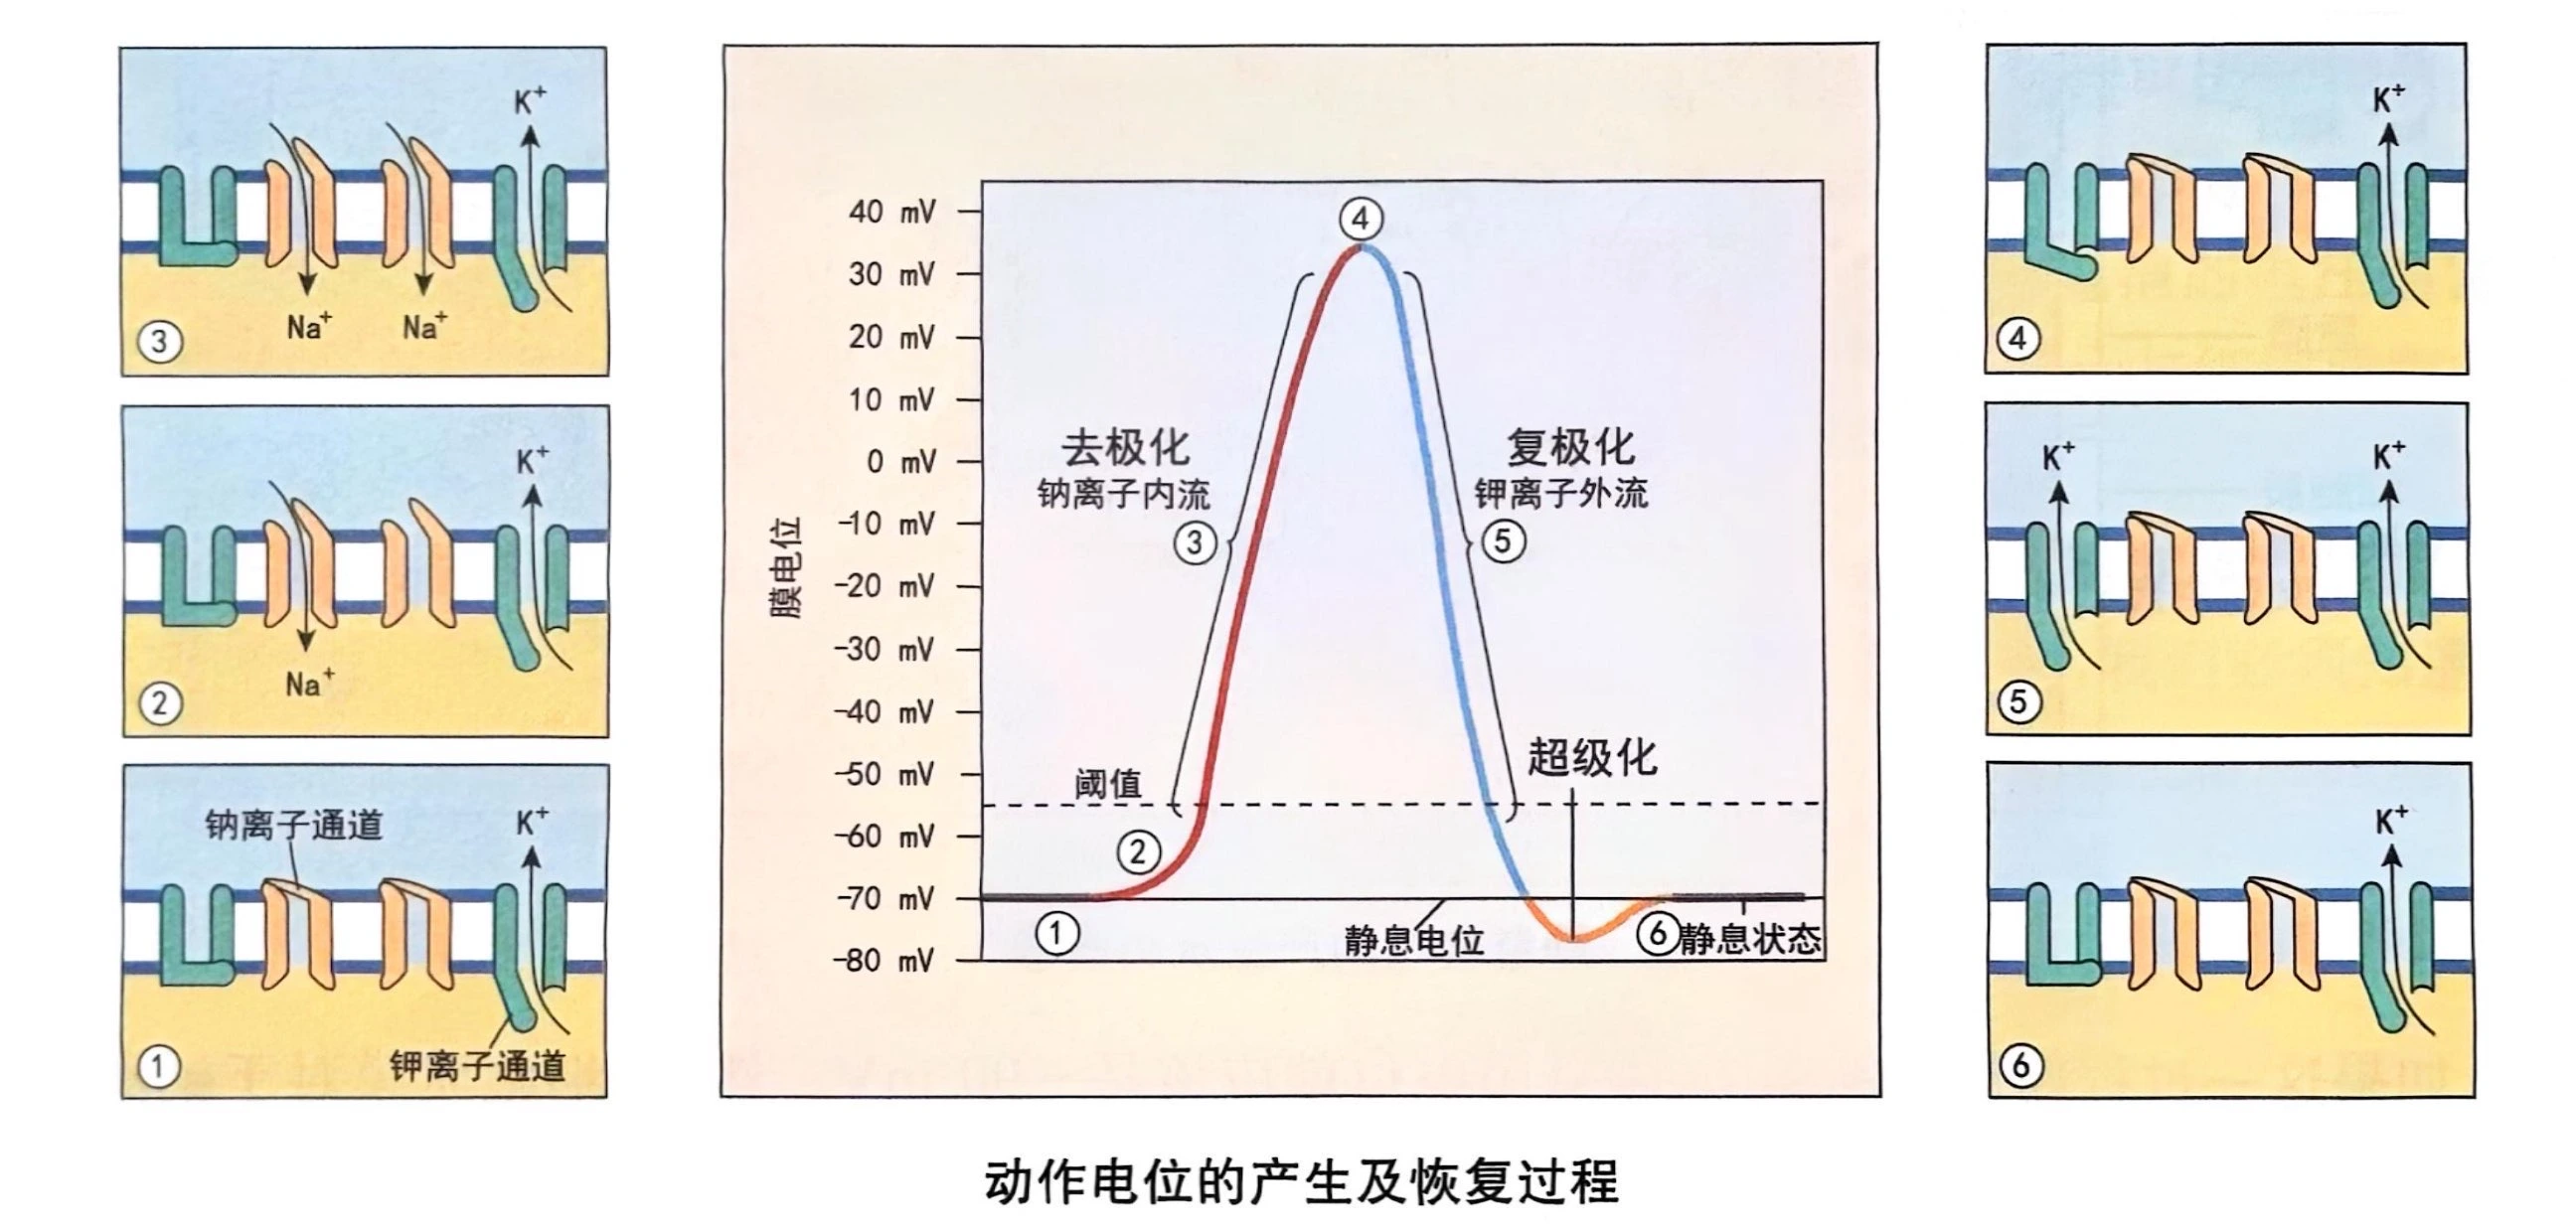 K⁺
Na⁺
Na⁺
③
K⁺
Na⁺
②
钠离子通道
K⁺
钾离子通道
①
膜电位
40 mV
30 mV
20 mV
10 mV
0 mV
-10 mV
-20 mV
-30 mV
-40 mV
-50 mV
-60 mV
-70 mV
-80 mV
④
去极化
钠离子内流
③
复极化
钾离子外流
⑤
超级化
阈值
②
①
静息电位
⑥静息状态
K⁺
④
K⁺
K⁺
⑤
K⁺
⑥
动作电位的产生及恢复过程